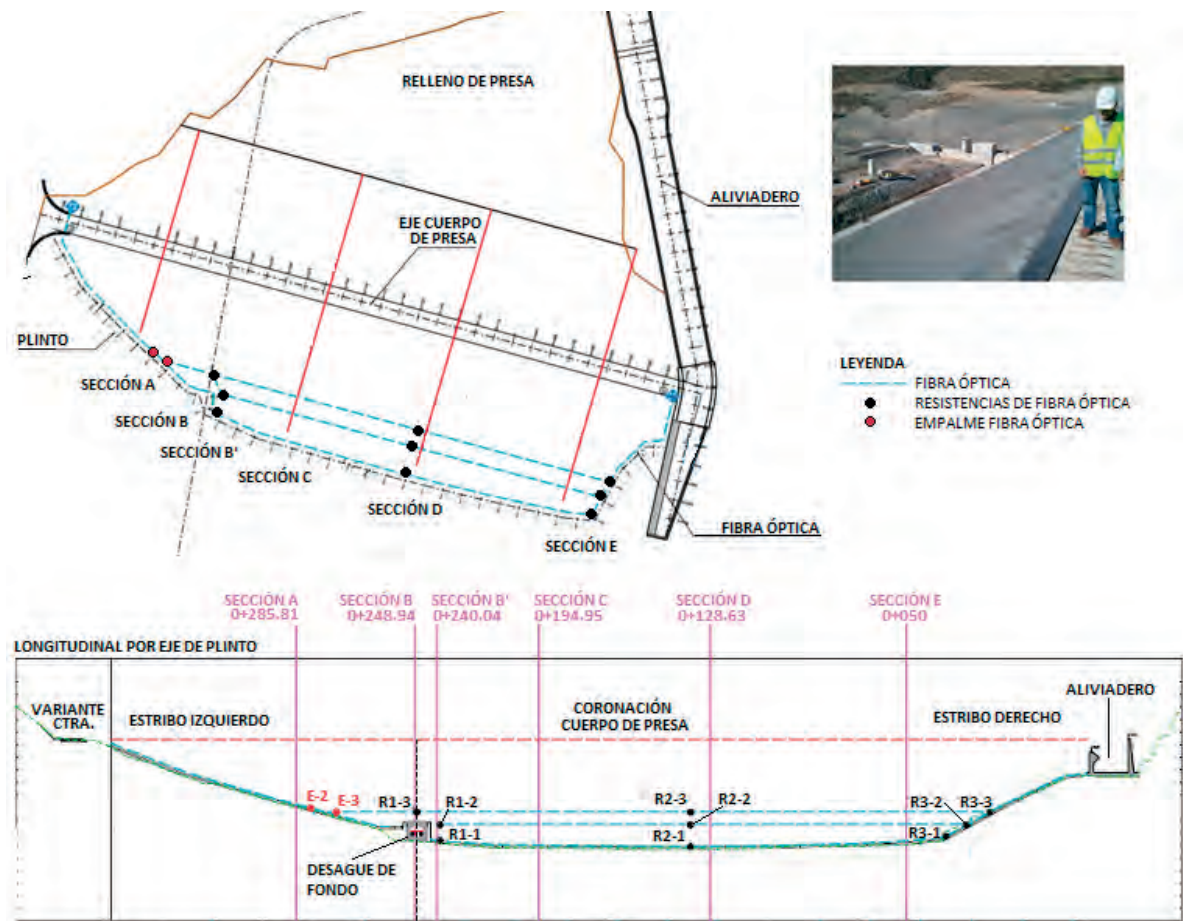 RELLENO DE PRESA
ALIVIADERO
EJE CUERPO
DE PRESA
PLINTO
SECCIÓN A
SECCIÓN B
SECCIÓN B'
SECCIÓN C
SECCIÓN D
SECCIÓN E
FIBRA ÓPTICA
LEYENDA
FIBRA ÓPTICA
RESISTENCIAS DE FIBRA ÓPTICA
EMPALME FIBRA ÓPTICA
SECCIÓN A
0+285.81
SECCIÓN B
0+248.94
SECCIÓN B'
0+240.04
SECCIÓN C
0+194.95
SECCIÓN D
0+128.63
SECCIÓN E
0+050
LONGITUDINAL POR EJE DE PLINTO
VARIANTE
CTRA.
ESTRIBO IZQUIERDO
CORONACIÓN
CUERPO DE PRESA
ESTRIBO DERECHO
ALIVIADERO
E-2
E-3
R1-3
R1-2
R1-1
R2-3
R2-2
R2-1
R3-2
R3-3
R3-1
DESAGUE DE
FONDO